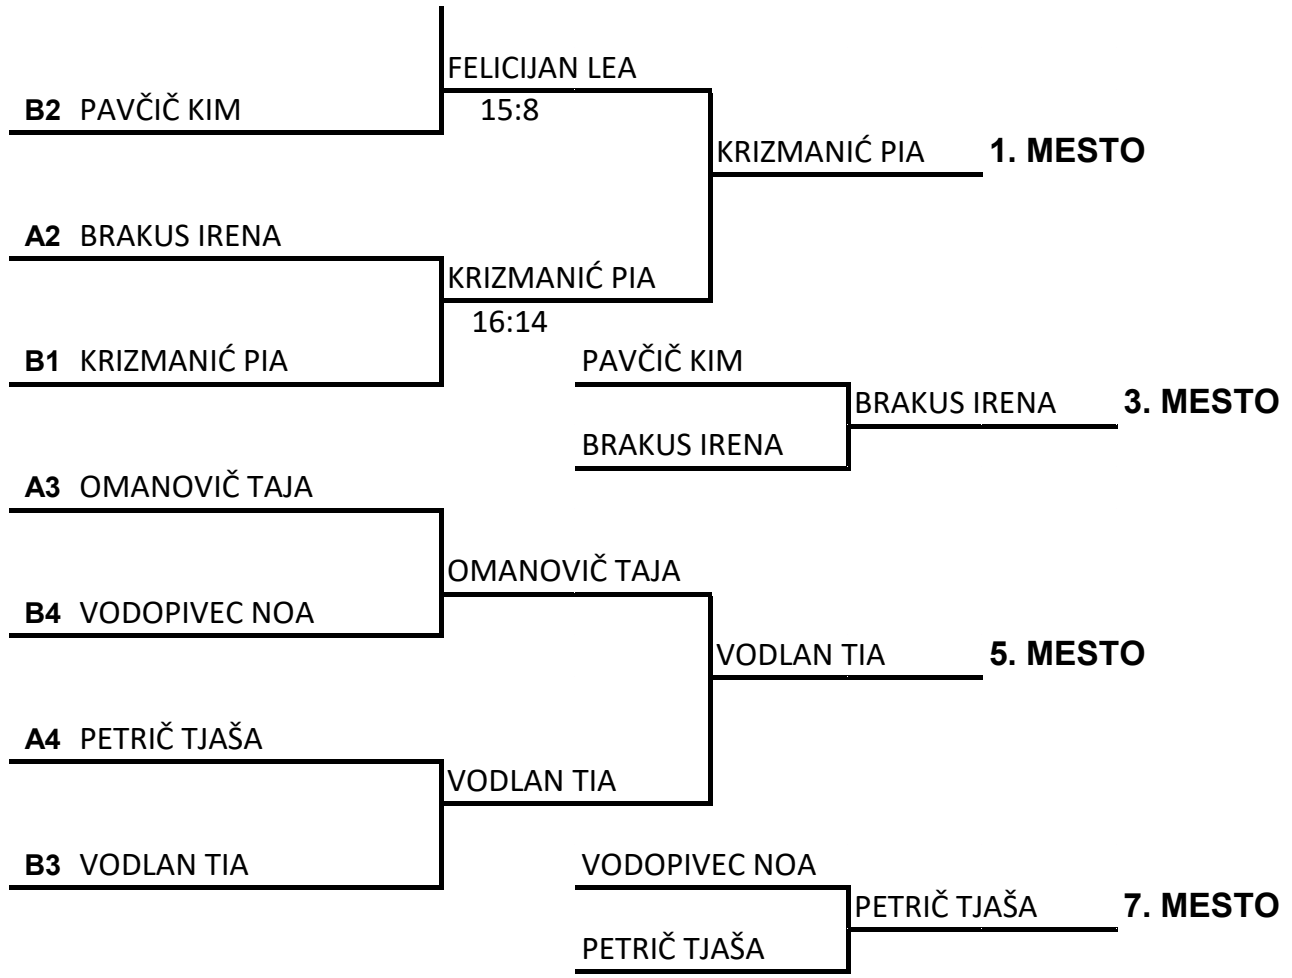 FELICIJAN LEA
B2 PAVČIČ KIM
15:8
KRIZMANIĆ PIA 1. MESTO
A2 BRAKUS IRENA
KRIZMANIĆ PIA
16:14
B1 KRIZMANIĆ PIA
PAVČIČ KIM
BRAKUS IRENA 3. MESTO
BRAKUS IRENA
A3 OMANOVIČ TAJA
OMANOVIČ TAJA
B4 VODOPIVEC NOA
VODLAN TIA 5. MESTO
A4 PETRIČ TJAŠA
VODLAN TIA
B3 VODLAN TIA
VODOPIVEC NOA
PETRIČ TJAŠA 7. MESTO
PETRIČ TJAŠA